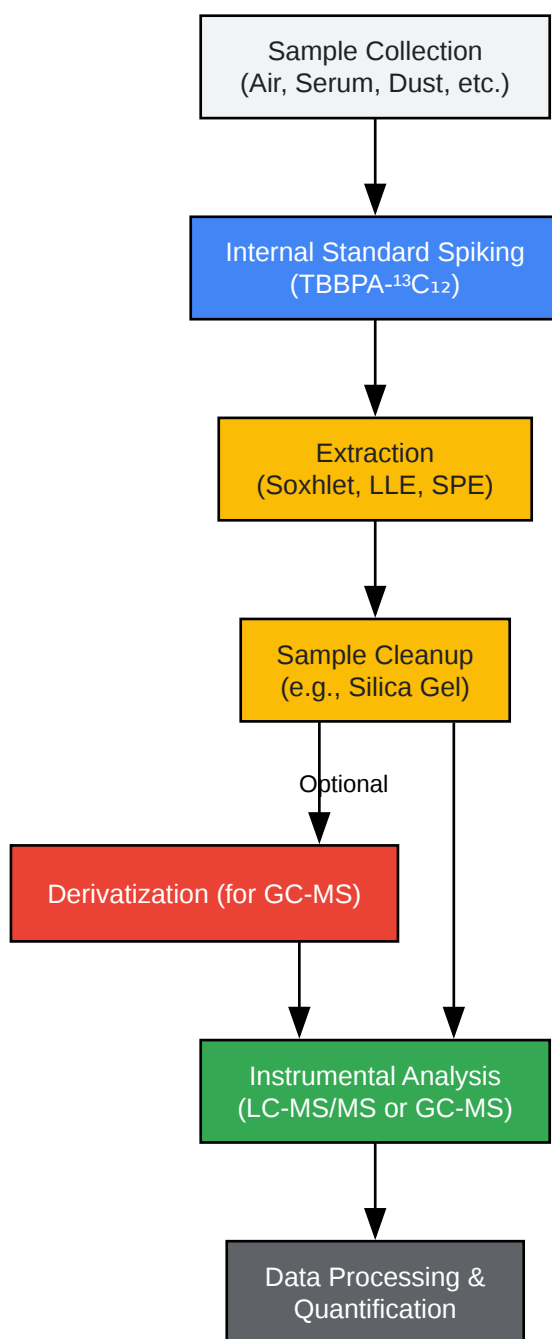 Sample Collection
(Air, Serum, Dust, etc.)
Internal Standard Spiking
(TBBPA-¹³C₁₂)
Extraction
(Soxhlet, LLE, SPE)
Sample Cleanup
(e.g., Silica Gel)
Optional
Derivatization (for GC-MS)
Instrumental Analysis
(LC-MS/MS or GC-MS)
Data Processing &
Quantification